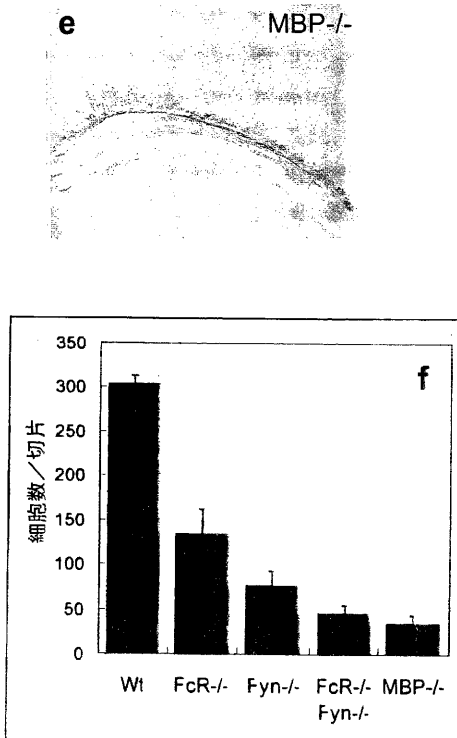 e MBP-/-
350
f
300
250
200
150
100
50
0
細胞数/切片
Wt FcR-/- Fyn-/- FcR-/- MBP-/-
Fyn-/-